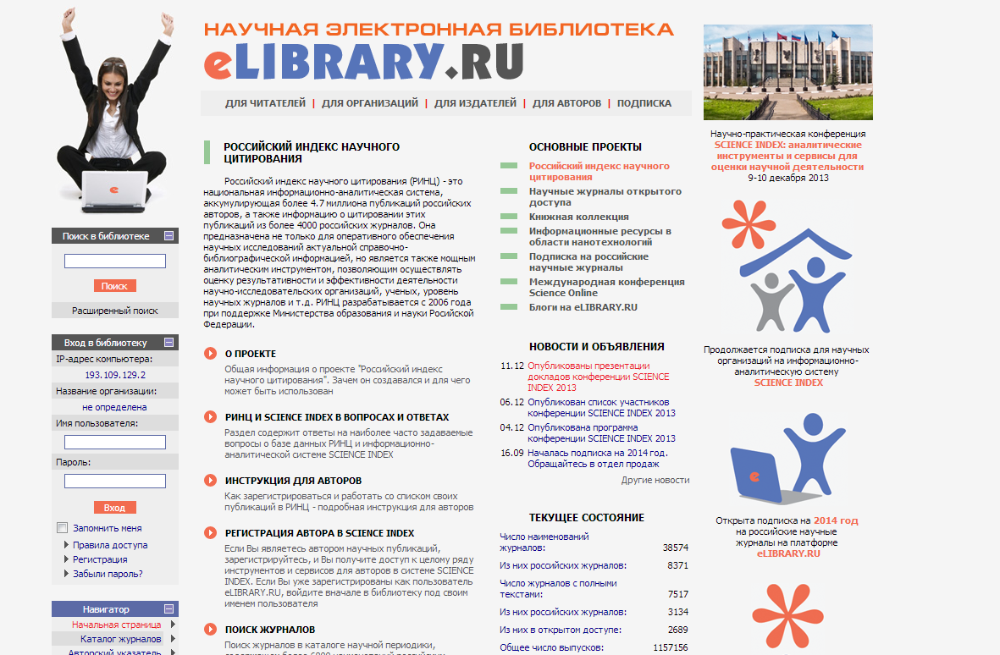 НАУЧНАЯ ЭЛЕКТРОННАЯ БИБЛИОТЕКА
eLIBRARY.RU
ДЛЯ ЧИТАТЕЛЕЙ | ДЛЯ ОРГАНИЗАЦИЙ | ДЛЯ ИЗДАТЕЛЕЙ | ДЛЯ АВТОРОВ | ПОДПИСКА
e
Поиск в библиотеке
Поиск
Расширенный поиск
Вход в библиотеку
IP-адрес компьютера:
193.109.129.2
Название организации:
не определена
Имя пользователя:
Пароль:
Вход
Запомнить меня
Правила доступа
Регистрация
Забыли пароль?
Навигатор
Начальная страница
Каталог журналов
Авторский указатель
РОССИЙСКИЙ ИНДЕКС НАУЧНОГО
ЦИТИРОВАНИЯ
Российский индекс научного цитирования (РИНЦ) - это
национальная информационно-аналитическая система,
аккумулирующая более 4.7 миллиона публикаций российских
авторов, а также информацию о цитировании этих
публикаций из более 4000 российских журналов. Она
предназначена не только для оперативного обеспечения
научных исследований актуальной справочно-
библиографической информацией, но является также мощным
аналитическим инструментом, позволяющим осуществлять
оценку результативности и эффективности деятельности
научно-исследовательских организаций, ученых, уровень
научных журналов и т.д. РИНЦ разрабатывается с 2006 года
при поддержке Министерства образования и науки Росийской
Федерации.
О ПРОЕКТЕ
Общая информация о проекте "Российский индекс
научного цитирования". Зачем он создавался и для чего
может быть использован
РИНЦ И SCIENCE INDEX В ВОПРОСАХ И ОТВЕТАХ
Раздел содержит ответы на наиболее часто задаваемые
вопросы о базе данных РИНЦ и информационно-
аналитической системе SCIENCE INDEX
ИНСТРУКЦИЯ ДЛЯ АВТОРОВ
Как зарегистрироваться и работать со списком своих
публикаций в РИНЦ - подробная инструкция для авторов
РЕГИСТРАЦИЯ АВТОРА В SCIENCE INDEX
Если Вы являетесь автором научных публикаций,
зарегистрируйтесь, и Вы получите доступ к целому ряду
инструментов и сервисов для авторов в системе SCIENCE
INDEX. Если Вы уже зарегистрированы как пользователь
eLIBRARY.RU, войдите вначале в библиотеку под своим
именем пользователя
ПОИСК ЖУРНАЛОВ
Поиск журналов в каталоге научной периодики,
ОСНОВНЫЕ ПРОЕКТЫ
Российский индекс научного
цитирования
Научные журналы открытого
доступа
Книжная коллекция
Информационные ресурсы в
области нанотехнологий
Подписка на российские
научные журналы
Международная конференция
Science Online
Блоги на eLIBRARY.RU
НОВОСТИ И ОБЪЯВЛЕНИЯ
11.12 Опубликованы презентации
докладов конференции SCIENCE
INDEX 2013
06.12 Опубликован список участников
конференции SCIENCE INDEX 2013
04.12 Опубликована программа
конференции SCIENCE INDEX 2013
16.09 Началась подписка на 2014 год.
Обращайтесь в отдел продаж
Другие новости
ТЕКУЩЕЕ СОСТОЯНИЕ
Число наименований
журналов: 38574
Из них российских журналов: 8371
Число журналов с полными
текстами: 7517
Из них российских журналов: 3134
Из них в открытом доступе: 2689
Общее число выпусков: 1157156
Научно-практическая конференция
SCIENCE INDEX: аналитические
инструменты и сервисы для
оценки научной деятельности
9-10 декабря 2013
Продолжается подписка для научных
организаций на информационно-
аналитическую систему
SCIENCE INDEX
e
Открыта подписка на 2014 год
на российские научные
журналы на платформе
eLIBRARY.RU